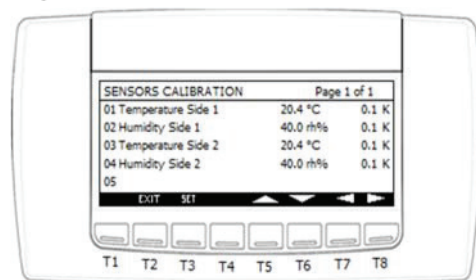 SENSORS CALIBRATION Page 1 of 1
01 Temperature Side 1 20.4 °C 0.1 K
02 Humidity Side 1 40.0 rh% 0.1 K
03 Temperature Side 2 20.4 °C 0.1 K
04 Humidity Side 2 40.0 rh% 0.1 K
05
EXIT SET
T1 T2 T3 T4 T5 T6 T7 T8